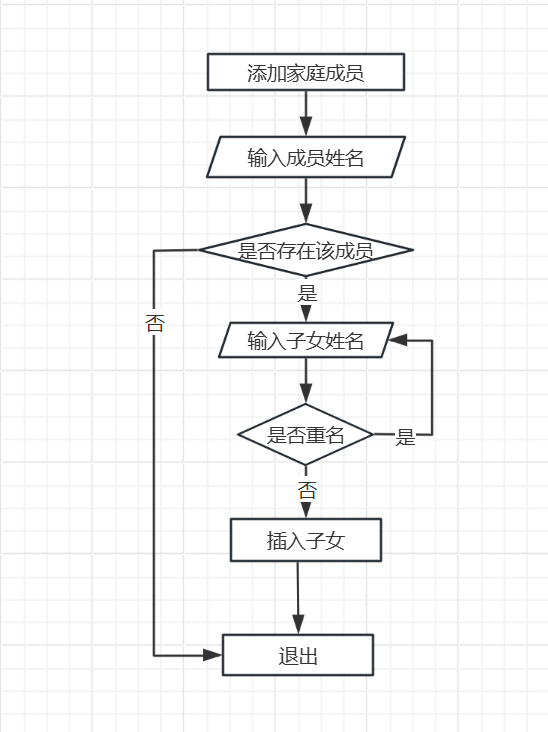 添加家庭成员
输入成员姓名
是否存在该成员
是
否
输入子女姓名
是否重名
是
否
插入子女
退出